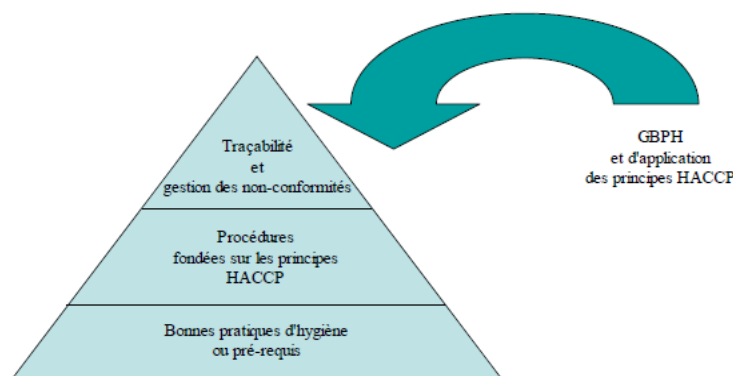 Traçabilité
et
gestion des non-conformités
Procédures
fondées sur les principes
HACCP
Bonnes pratiques d'hygiène
ou pré-requis
GBPH
et d'application
des principes HACCP